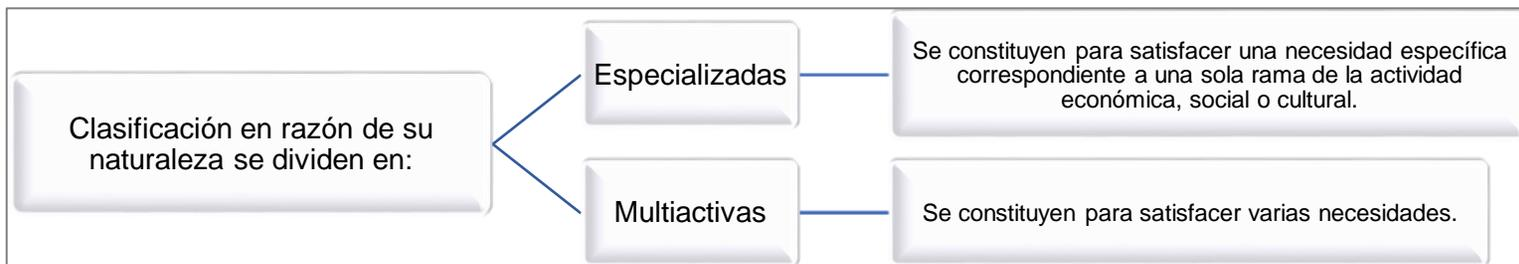 Clasificación en razón de su
naturaleza se dividen en:
Especializadas
Se constituyen para satisfacer una necesidad específica
correspondiente a una sola rama de la actividad
económica, social o cultural.
Multiactivas
Se constituyen para satisfacer varias necesidades.